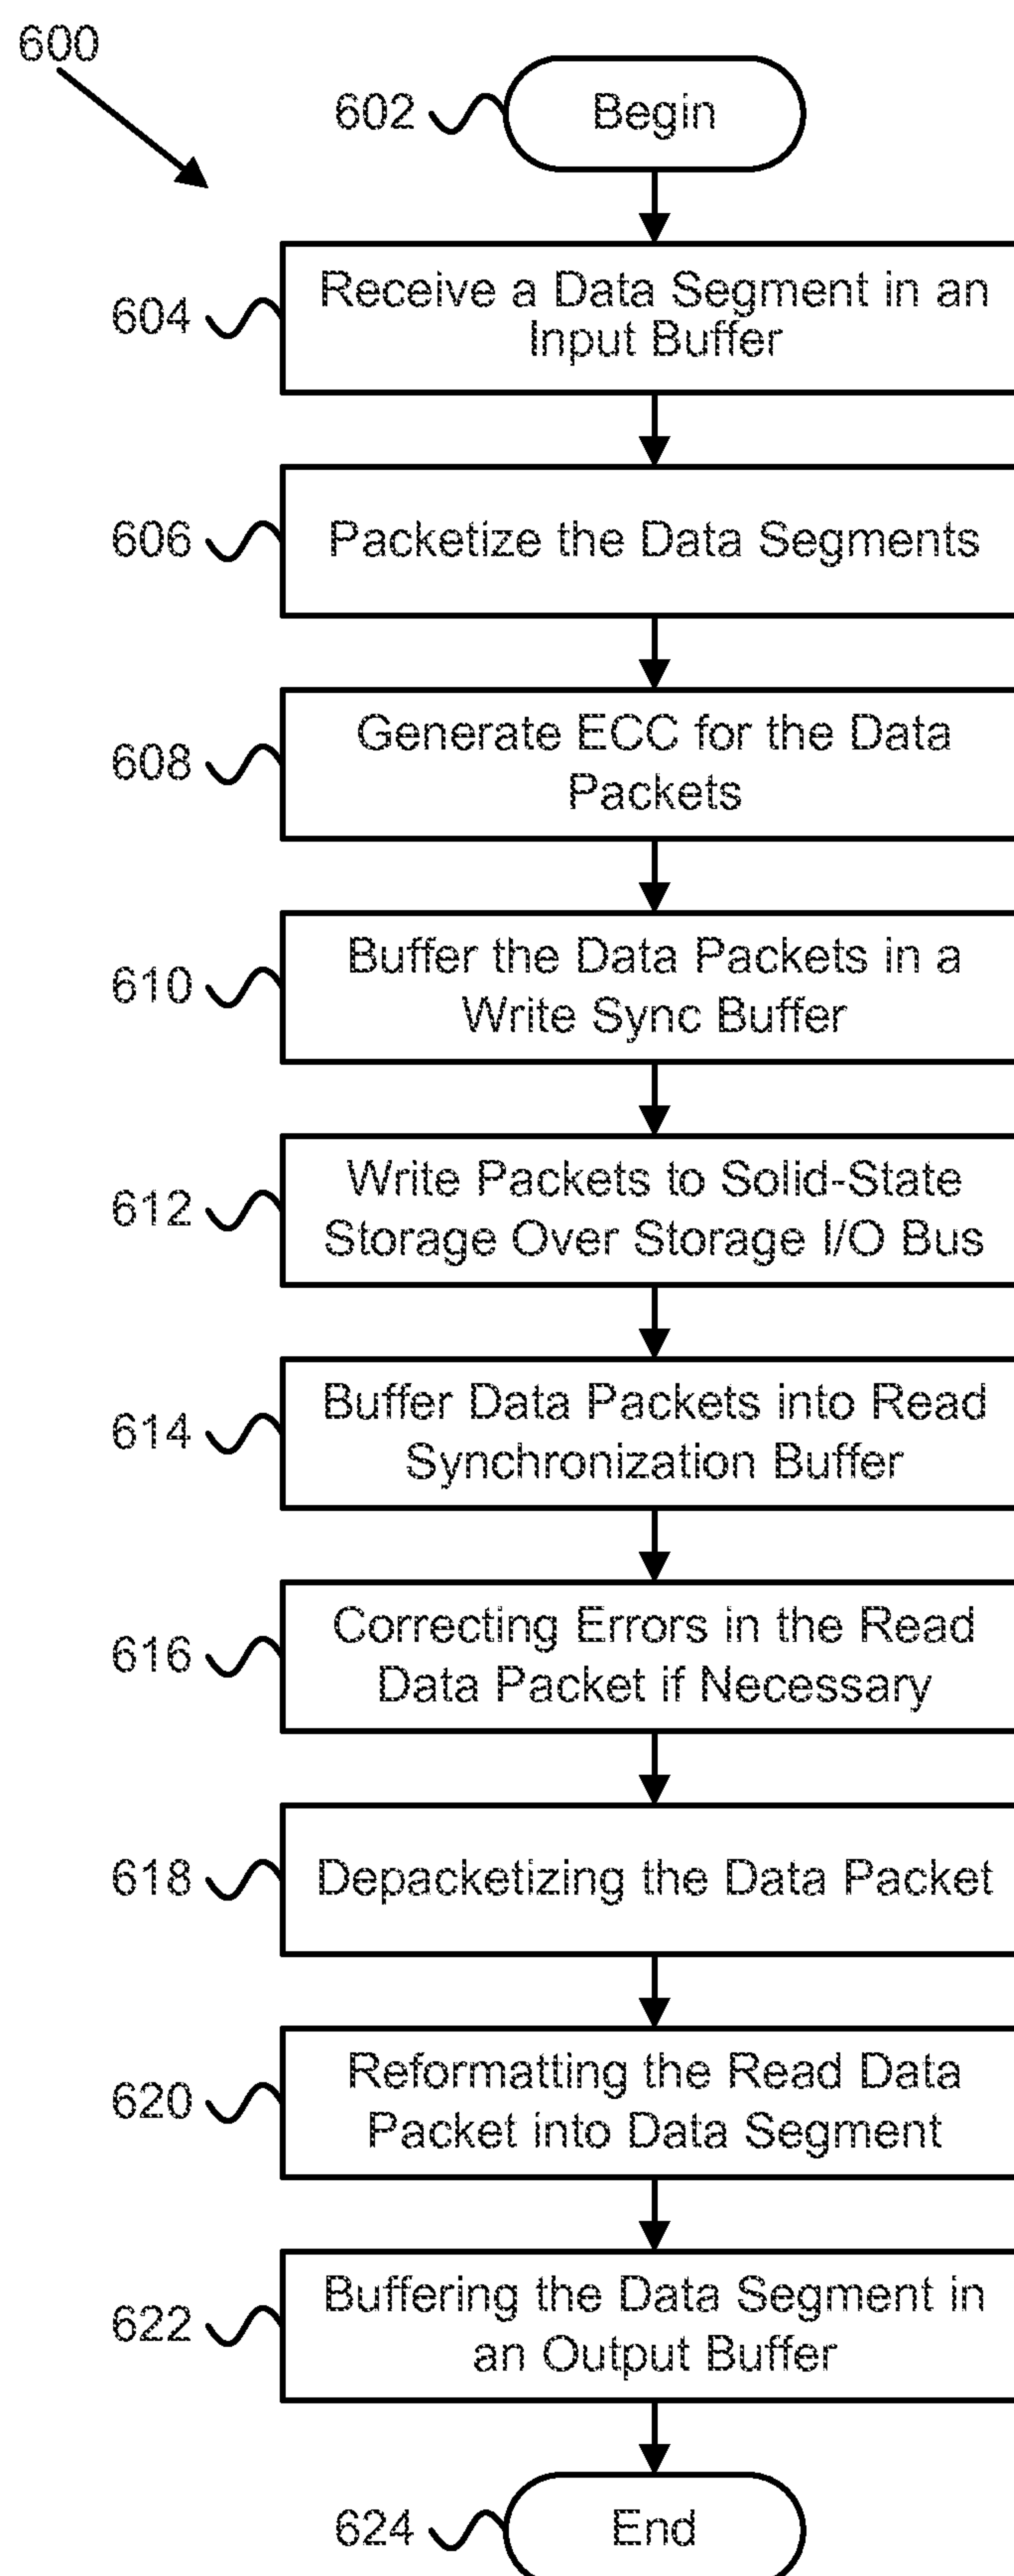 600
602
Begin
604
Receive a Data Segment in an
Input Buffer
606
Packetize the Data Segments
608
Generate ECC for the Data
Packets
610
Buffer the Data Packets in a
Write Sync Buffer
612
Write Packets to Solid-State
Storage Over Storage I/O Bus
614
Buffer Data Packets into Read
Synchronization Buffer
616
Correcting Errors in the Read
Data Packet if Necessary
618
Depacketizing the Data Packet
620
Reformatting the Read Data
Packet into Data Segment
622
Buffering the Data Segment in
an Output Buffer
624
End